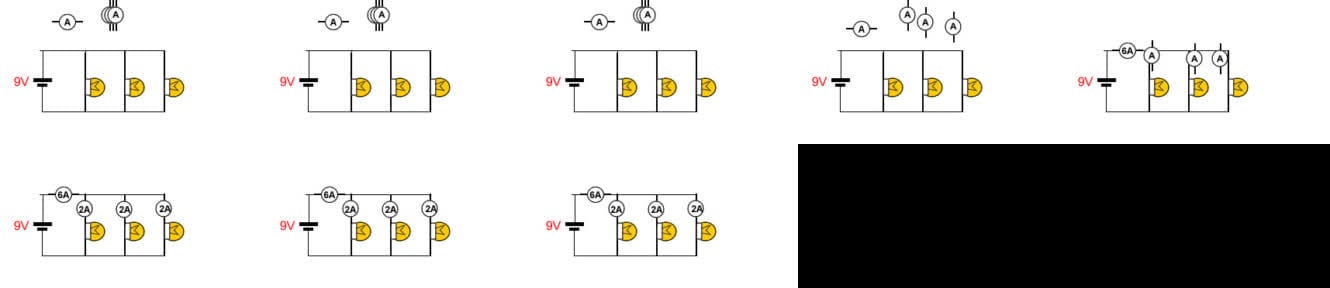 A A A A A A A A A A
9V 9V 9V 9V 9V
6A A A A
6A 2A 2A 2A 6A 2A 2A 2A 6A 2A 2A 2A
9V 9V 9V